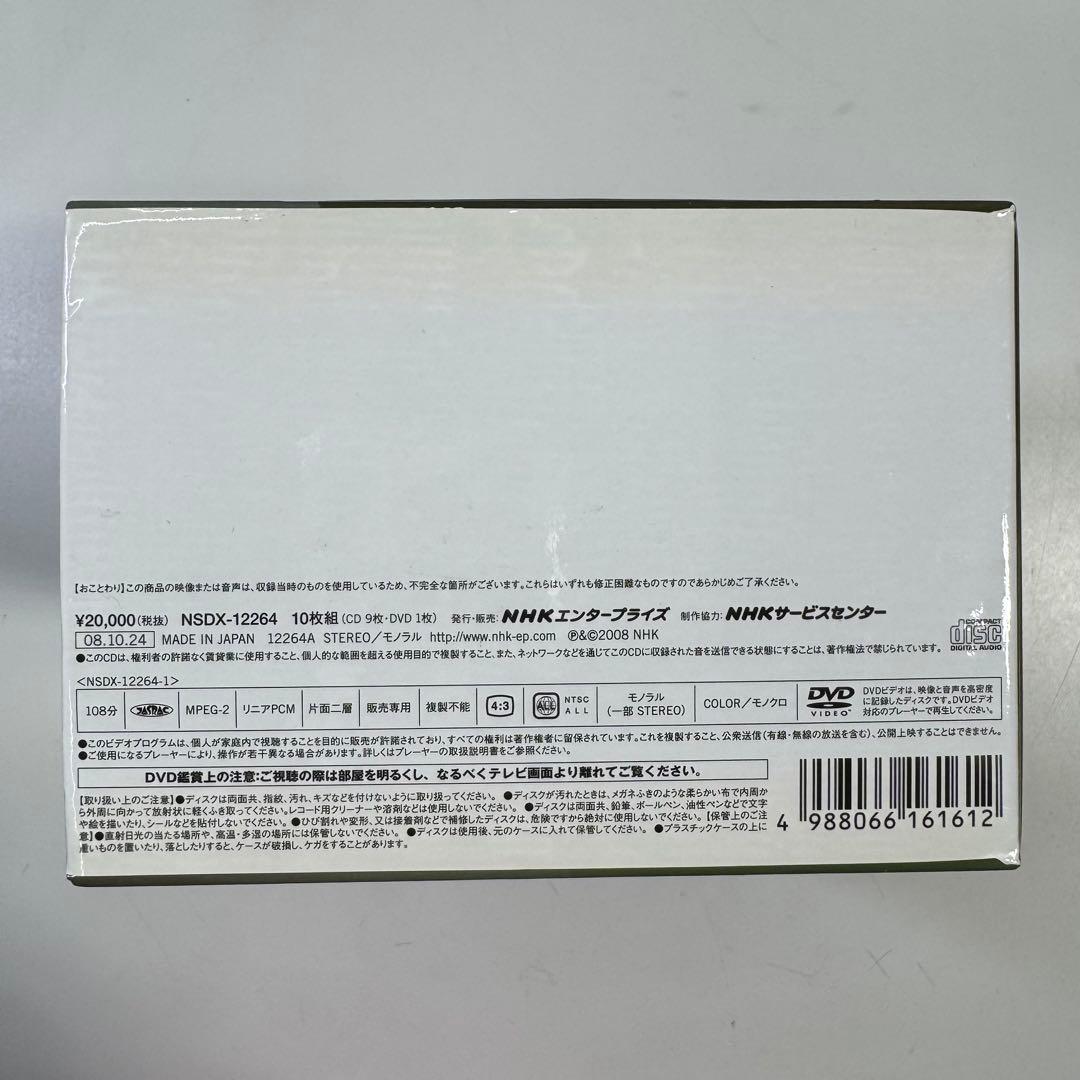 【おことわり】この商品の映像または音声は、収録当時のものを使用しているため、不完全な箇所がございます。これらはいずれも修正困難なものですのであらかじめご了承ください。
¥20,000(税抜) NSDX-12264 10枚組(CD 9枚・DVD 1枚) 発行・販売: NHKエンタープライズ 制作協力: NHKサービスセンター
08.10.24 MADE IN JAPAN 12264A STEREO／モノラル http://www.nhk-ep.com ℗&©2008 NHK
COMPACT disc DIGITAL AUDIO
●このCDは、権利者の許諾なく賃貸業に使用すること、個人的な範囲を超える使用目的で複製すること、また、ネットワークなどを通じてこのCDに収録された音を送信できる状態にすることは、著作権法で禁じられています。
<NSDX-12264-1>
108分 JASRAC MPEG-2 リニアPCM 片面二層 販売専用 複製不能 4:3 ALL NTSC ALL モノラル (一部 STEREO) COLOR／モノクロ DVD VIDEO DVDビデオは、映像と音声を高密度に記録したディスクです。DVDビデオ対応のプレーヤーで再生してください。
●このビデオプログラムは、個人が家庭内で視聴することを目的に販売が許諾されており、すべての権利は著作権者に留保されています。これを複製すること、公衆送信(有線・無線の放送を含む)、公開上映することはできません。
●ご使用になるプレーヤーにより、操作が若干異なる場合があります。詳しくはプレーヤーの取扱説明書をご参照ください。
DVD鑑賞上の注意:ご視聴の際は部屋を明るくし、なるべくテレビ画面より離れてご覧ください。
【取り扱い上のご注意】●ディスクは両面共、指紋、汚れ、キズなどを付けないように取り扱ってください。 ●ディスクが汚れたときは、メガネふきのような柔らかい布で内周か
ら外周に向かって放射状に軽くふき取ってください。レコード用クリーナーや溶剤などは使用しないでください。 ●ディスクは両面共、鉛筆、ボールペン、油性ペンなどで文字
や絵を描いたり、シールなどを貼付しないでください。 ●ひび割れや変形、又は接着剤などで補修したディスクは、危険ですから絶対に使用しないでください。【保管上のご注
意】●直射日光の当たる場所や、高温・多湿の場所には保管しないでください。 ●ディスクは使用後、元のケースに入れて保管してください。 ●プラスチックケースの上に
重いものを置いたり、落としたりすると、ケースが破損し、ケガをすることがあります。
4 988066 161612